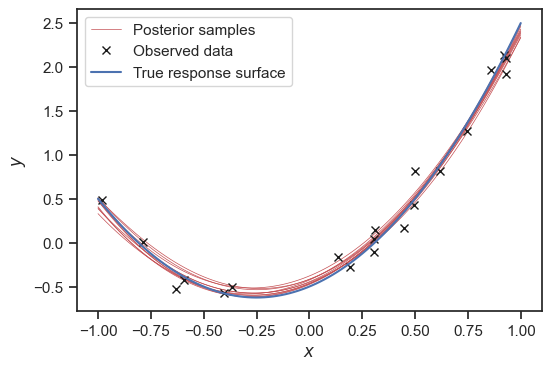 Posterior samples
Observed data
True response surface
2.5
2.0
1.5
1.0
0.5
0.0
−0.5
y
−1.00 −0.75 −0.50 −0.25 0.00 0.25 0.50 0.75 1.00
x